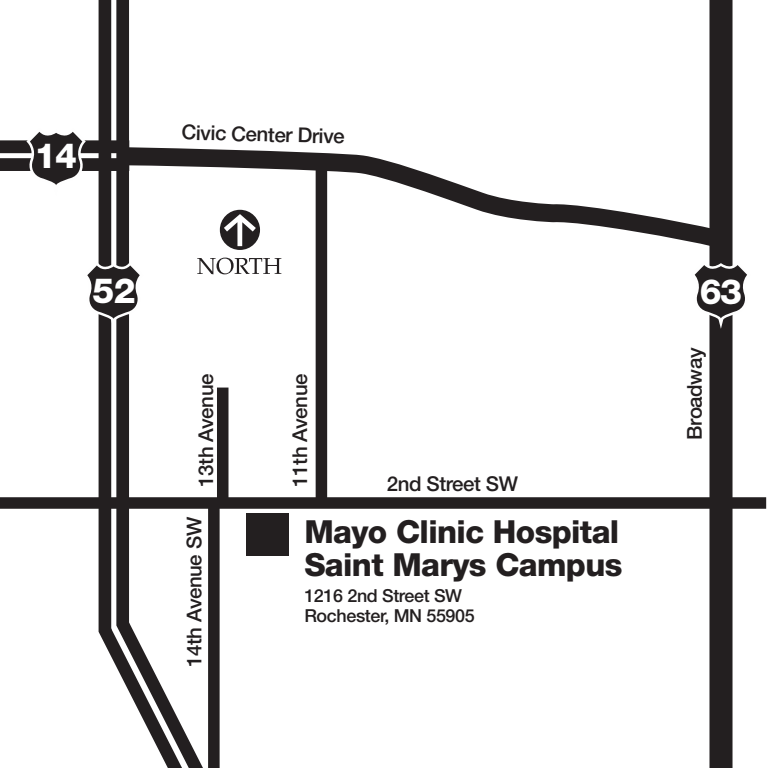 Civic Center Drive
14
NORTH
52
63
Broadway
13th Avenue
11th Avenue
2nd Street SW
14th Avenue SW
Mayo Clinic Hospital
Saint Marys Campus
1216 2nd Street SW
Rochester, MN 55905